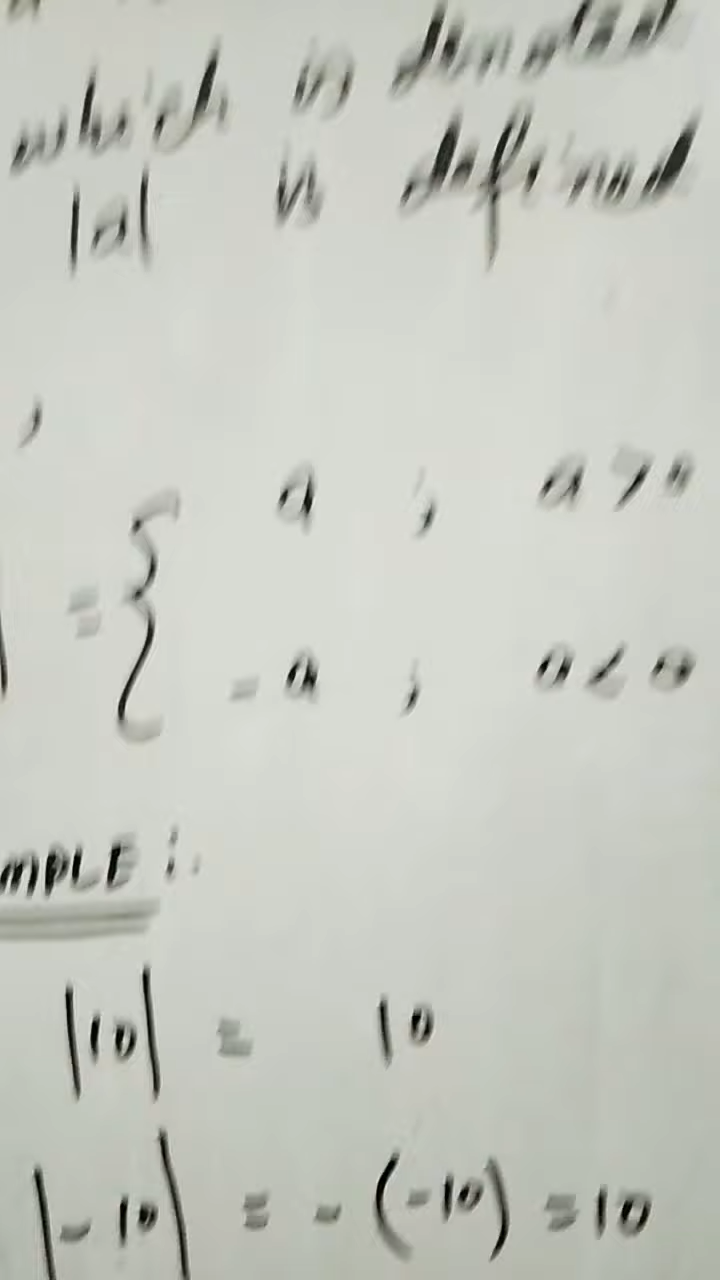 which is denoted
|a| is defined
,
= { a ; a > 0
- a ; a < 0
MPLE :.
|10| = 10
|-10| = -(-10) = 10